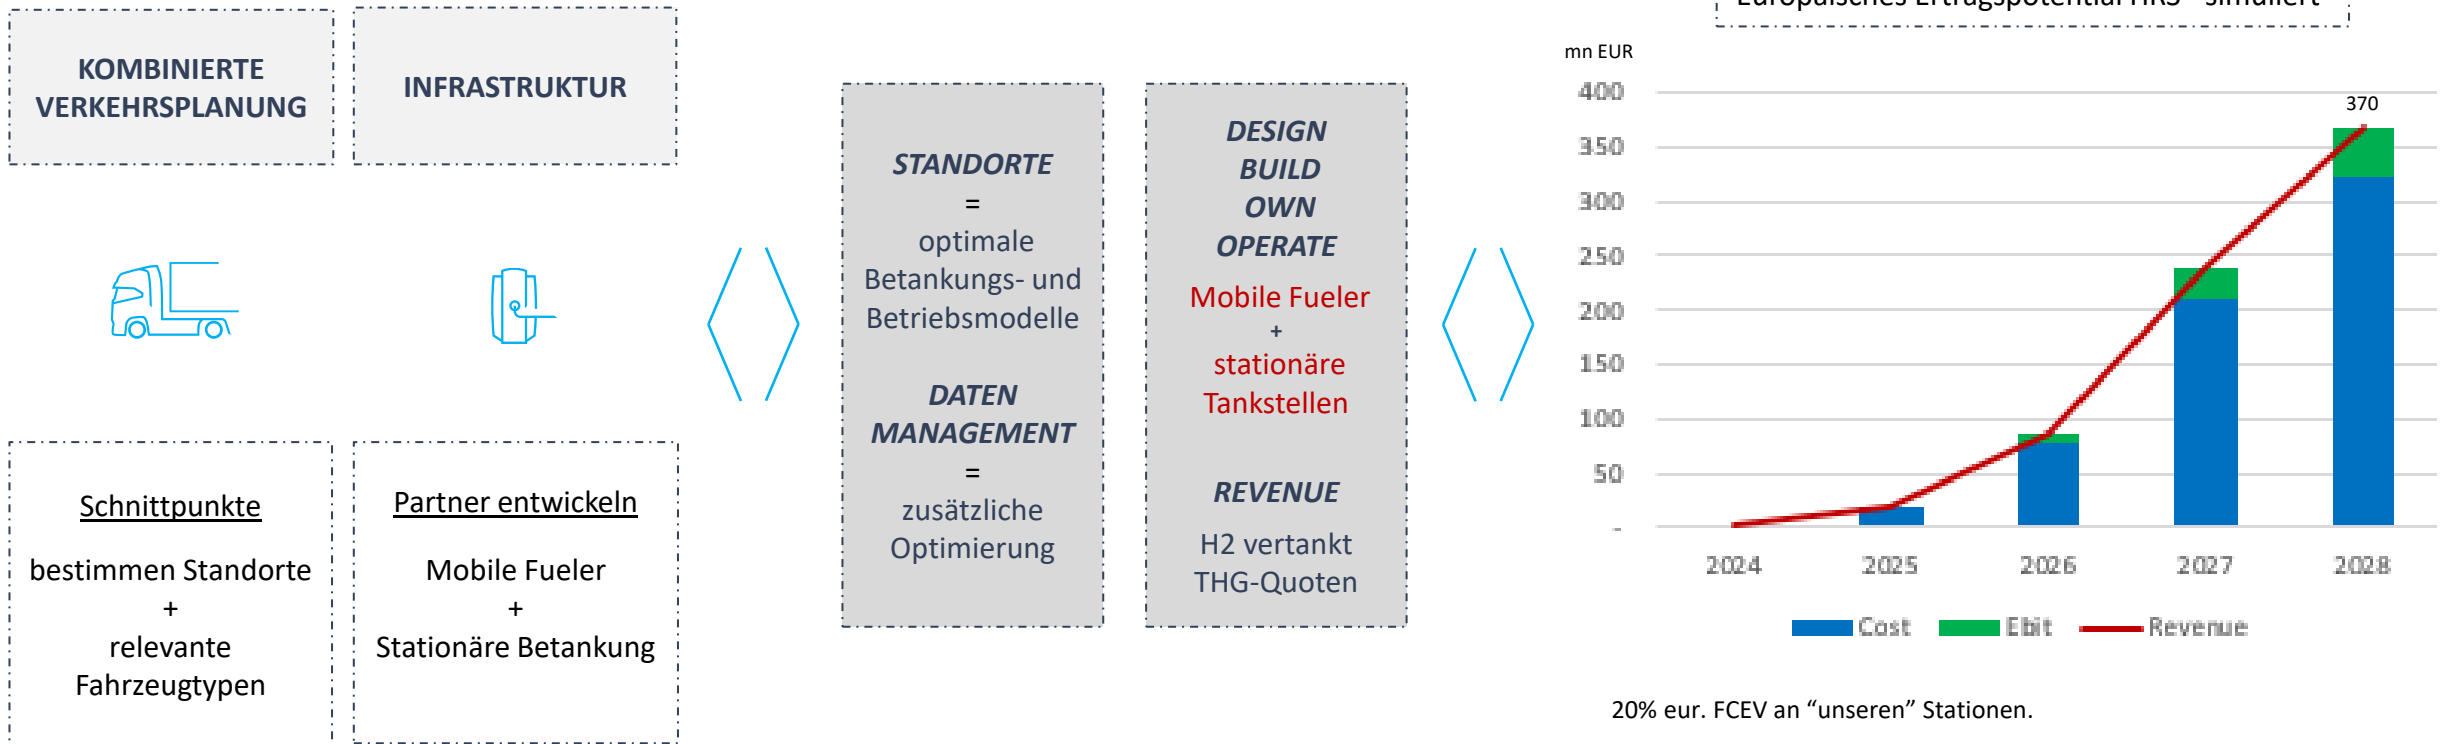 KOMBINIERTE
VERKEHRSPLANUNG
INFRASTRUKTUR
Schnittpunkte
bestimmen Standorte
+
relevante
Fahrzeugtypen
Partner entwickeln
Mobile Fueler
+
Stationäre Betankung
STANDORTE
=
optimale
Betankungs- und
Betriebsmodelle
DATEN
MANAGEMENT
=
zusätzliche
Optimierung
DESIGN
BUILD
OWN
OPERATE
Mobile Fueler
+
stationäre
Tankstellen
REVENUE
H2 vertankt
THG-Quoten
Europäisches Ertragspotential HRS - simuliert
mn EUR
400
350
300
250
200
150
100
50
-
370
2024 2025 2026 2027 2028
Cost Ebit Revenue
20% eur. FCEV an “unseren” Stationen.